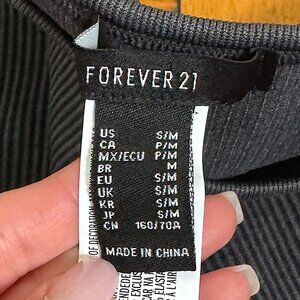 FOREVER 21
US S/M
CA P/M
MX/ECU P/M
BR M
EU S/M
UK S/M
KR S/M
JP S/M
CN 160/70A
MADE IN CHINA